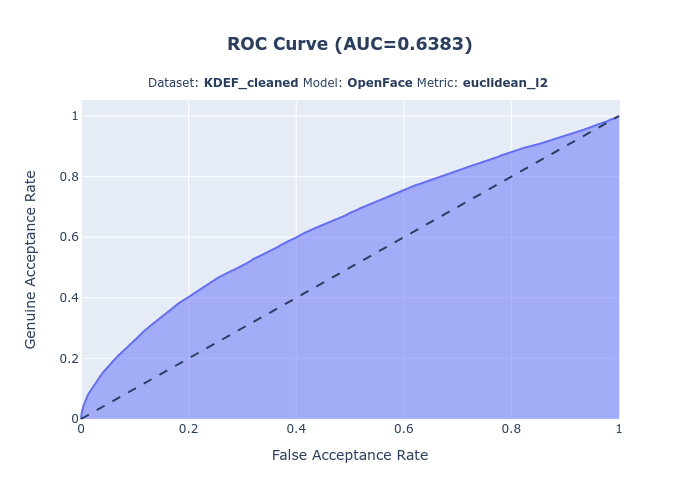 ROC Curve (AUC=0.6383)
Dataset: KDEF_cleaned Model: OpenFace Metric: euclidean_l2
Genuine Acceptance Rate
1
0.8
0.6
0.4
0.2
0
0 0.2 0.4 0.6 0.8 1
False Acceptance Rate